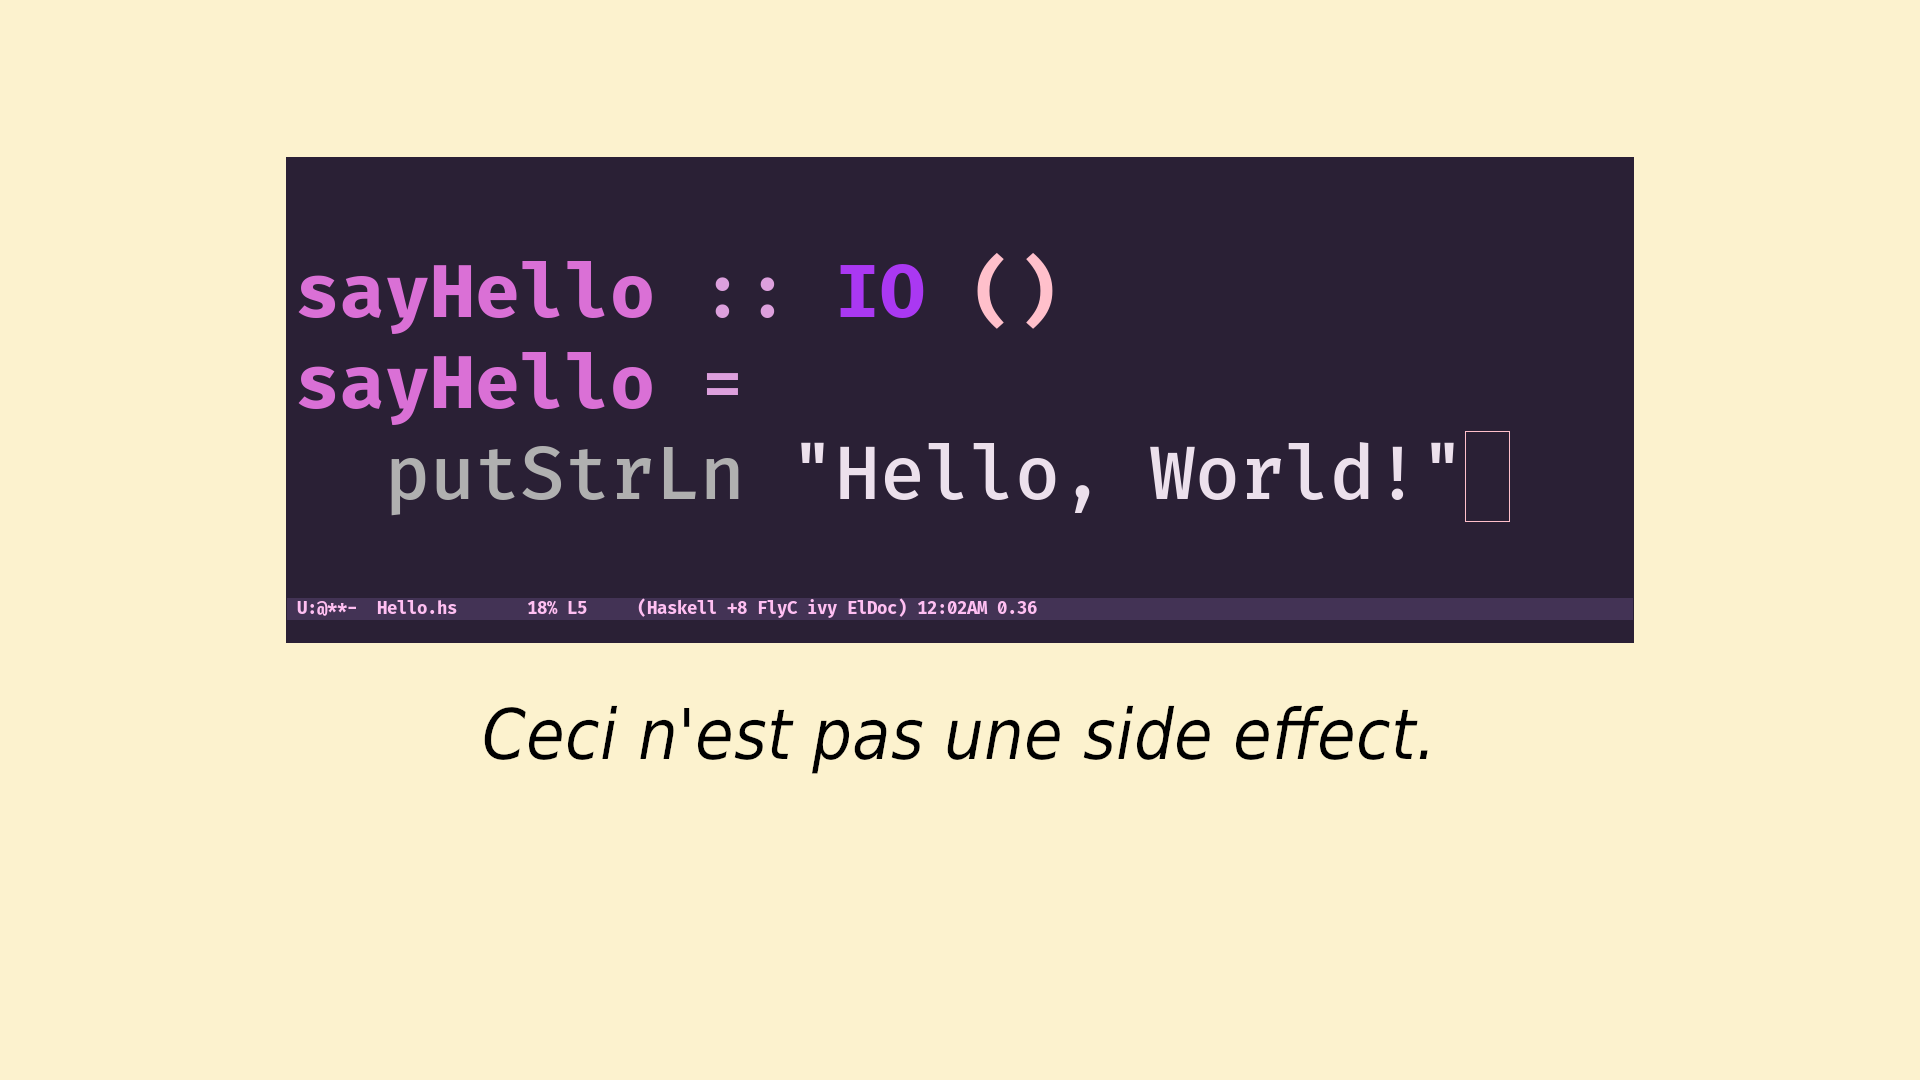 sayHello :: IO ()
sayHello =
  putStrLn "Hello, World!"
U:@**-  Hello.hs       18% L5     (Haskell +8 FlyC ivy ElDoc) 12:02AM 0.36
Ceci n'est pas une side effect.